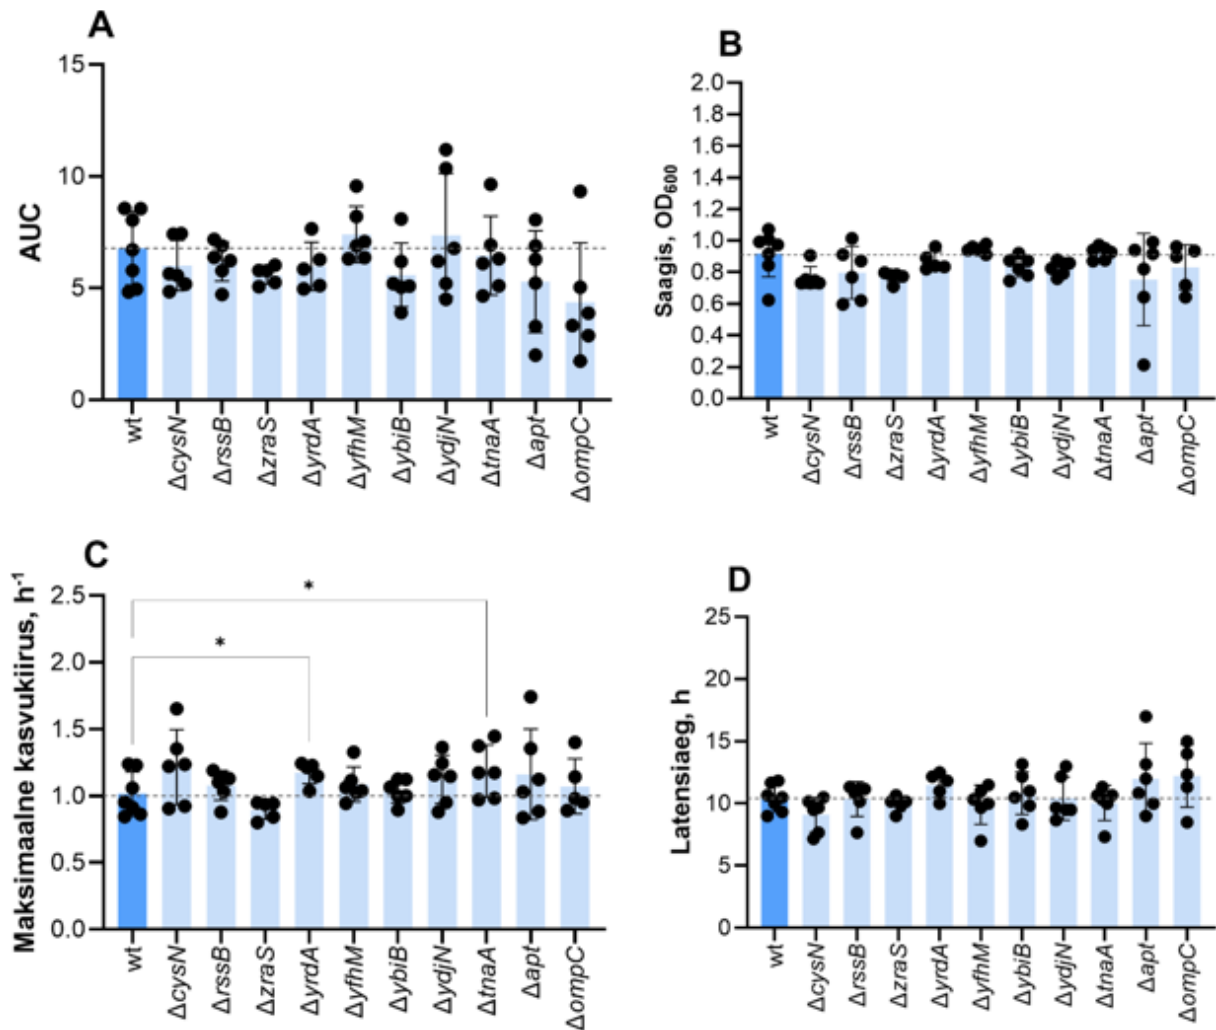 A
AUC
15
10
5
0
wt
ΔcysN
ΔrssB
ΔzraS
ΔyrdA
ΔyfhM
ΔybiB
ΔydjN
ΔtnaA
Δapt
ΔompC
B
Saagis, OD600
2.0
1.8
1.6
1.4
1.2
1.0
0.8
0.6
0.4
0.2
0.0
wt
ΔcysN
ΔrssB
ΔzraS
ΔyrdA
ΔyfhM
ΔybiB
ΔydjN
ΔtnaA
Δapt
ΔompC
C
Maksimaalne kasvukiirus, h-1
2.5
2.0
1.5
1.0
0.5
0.0
*
*
wt
ΔcysN
ΔrssB
ΔzraS
ΔyrdA
ΔyfhM
ΔybiB
ΔydjN
ΔtnaA
Δapt
ΔompC
D
Latensiaeg, h
25
20
15
10
5
0
wt
ΔcysN
ΔrssB
ΔzraS
ΔyrdA
ΔyfhM
ΔybiB
ΔydjN
ΔtnaA
Δapt
ΔompC